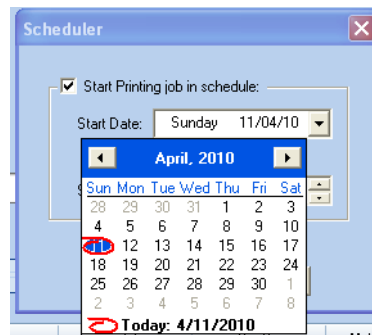 Scheduler
Start Printing job in schedule:
Start Date: Sunday 11/04/10
April, 2010
Sun Mon Tue Wed Thu Fri Sat
28 29 30 31 1 2 3
4 5 6 7 8 9 10
11 12 13 14 15 16 17
18 19 20 21 22 23 24
25 26 27 28 29 30 1
2 3 4 5 6 7 8
Today: 4/11/2010